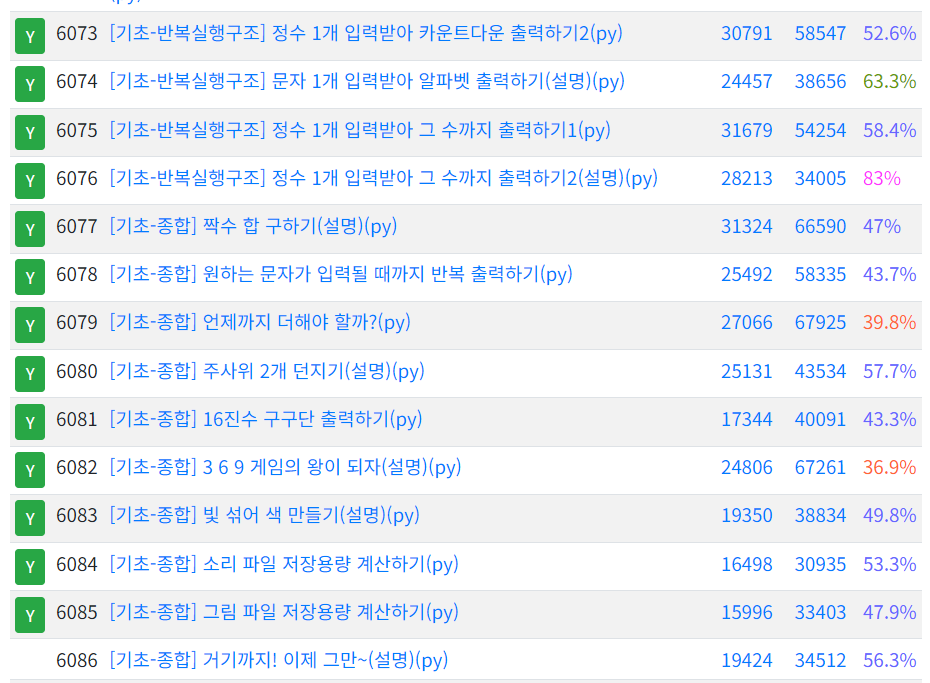 (py)
Y 6073 [기초-반복실행구조] 정수 1개 입력받아 카운트다운 출력하기2(py) 30791 58547 52.6%
Y 6074 [기초-반복실행구조] 문자 1개 입력받아 알파벳 출력하기(설명)(py) 24457 38656 63.3%
Y 6075 [기초-반복실행구조] 정수 1개 입력받아 그 수까지 출력하기1(py) 31679 54254 58.4%
Y 6076 [기초-반복실행구조] 정수 1개 입력받아 그 수까지 출력하기2(설명)(py) 28213 34005 83%
Y 6077 [기초-종합] 짝수 합 구하기(설명)(py) 31324 66590 47%
Y 6078 [기초-종합] 원하는 문자가 입력될 때까지 반복 출력하기(py) 25492 58335 43.7%
Y 6079 [기초-종합] 언제까지 더해야 할까?(py) 27066 67925 39.8%
Y 6080 [기초-종합] 주사위 2개 던지기(설명)(py) 25131 43534 57.7%
Y 6081 [기초-종합] 16진수 구구단 출력하기(py) 17344 40091 43.3%
Y 6082 [기초-종합] 3 6 9 게임의 왕이 되자(설명)(py) 24806 67261 36.9%
Y 6083 [기초-종합] 빛 섞어 색 만들기(설명)(py) 19350 38834 49.8%
Y 6084 [기초-종합] 소리 파일 저장용량 계산하기(py) 16498 30935 53.3%
Y 6085 [기초-종합] 그림 파일 저장용량 계산하기(py) 15996 33403 47.9%
6086 [기초-종합] 거기까지! 이제 그만~(설명)(py) 19424 34512 56.3%